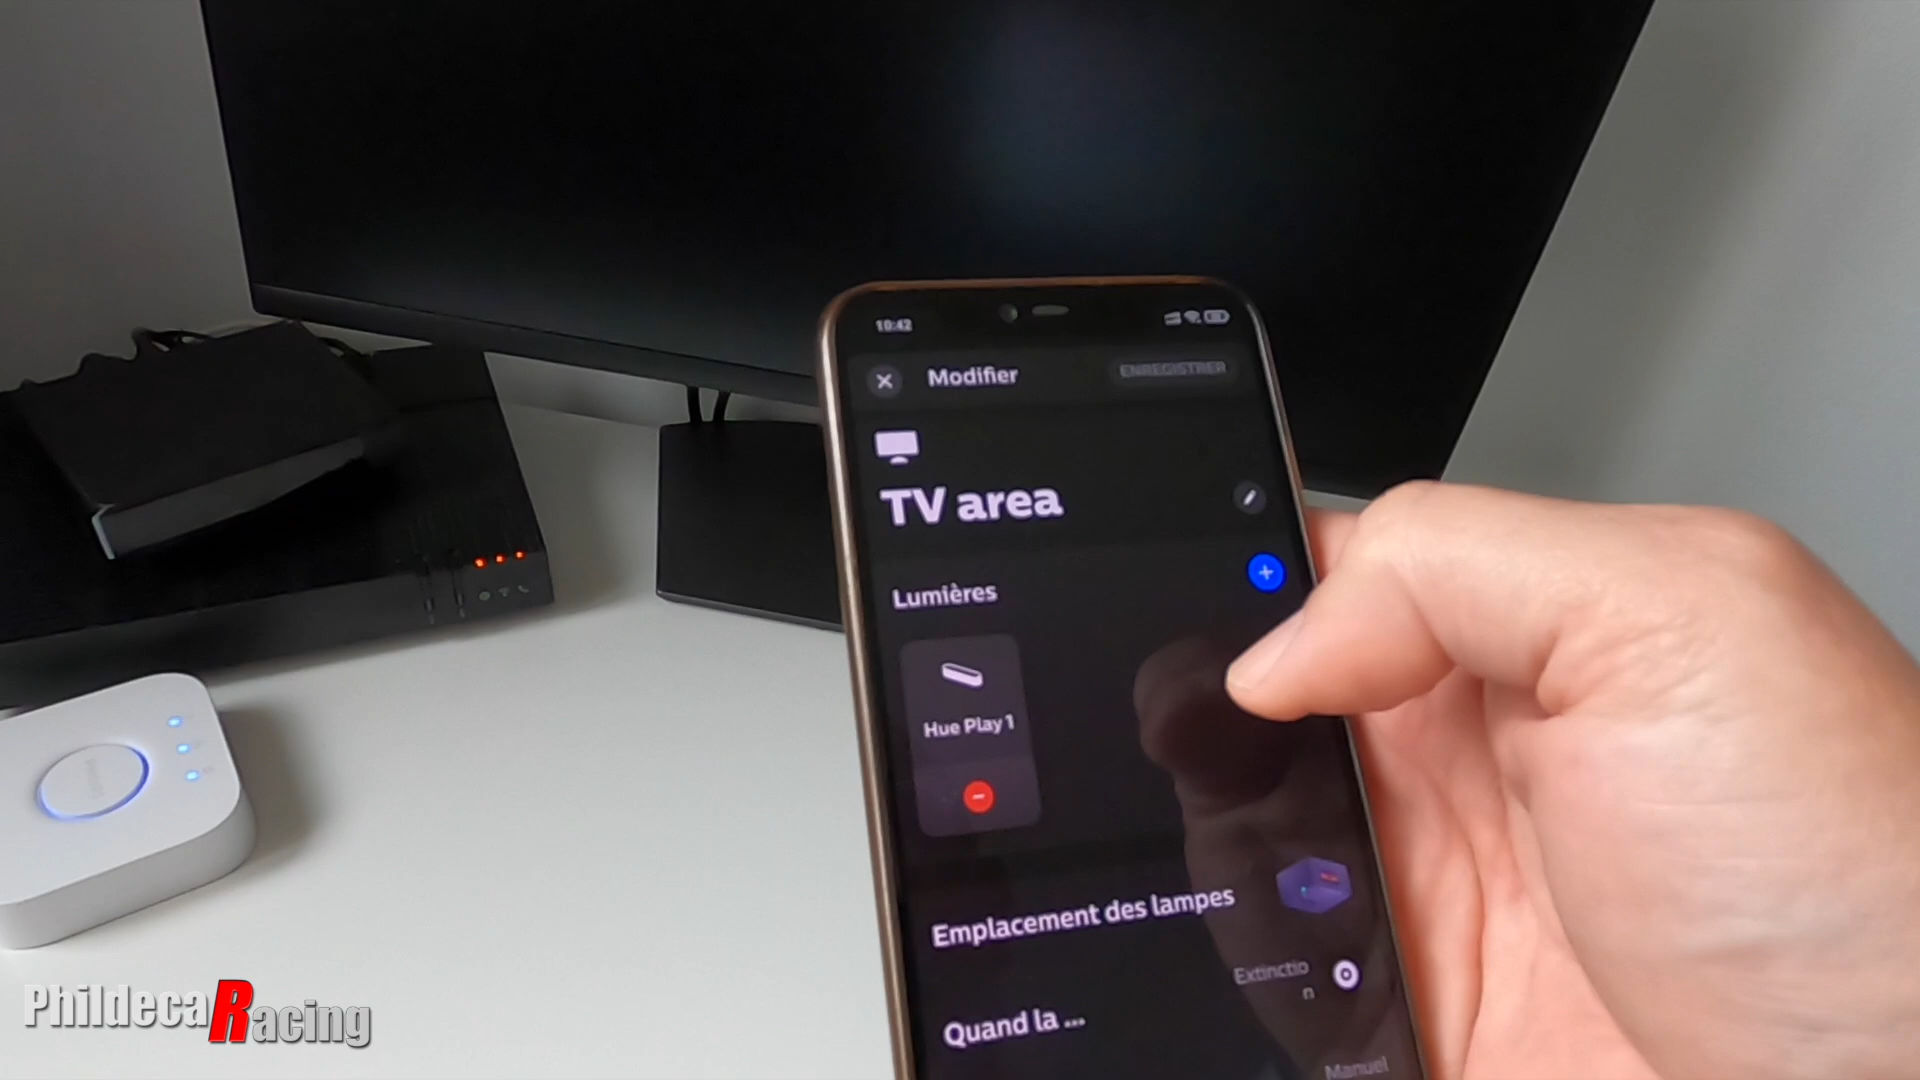 10:42
Modifier
ENREGISTRER
TV area
Lumières
Hue Play 1
Emplacement des lampes
Extinctio
n
Quand la ...
Manuel
PhildecaRacing